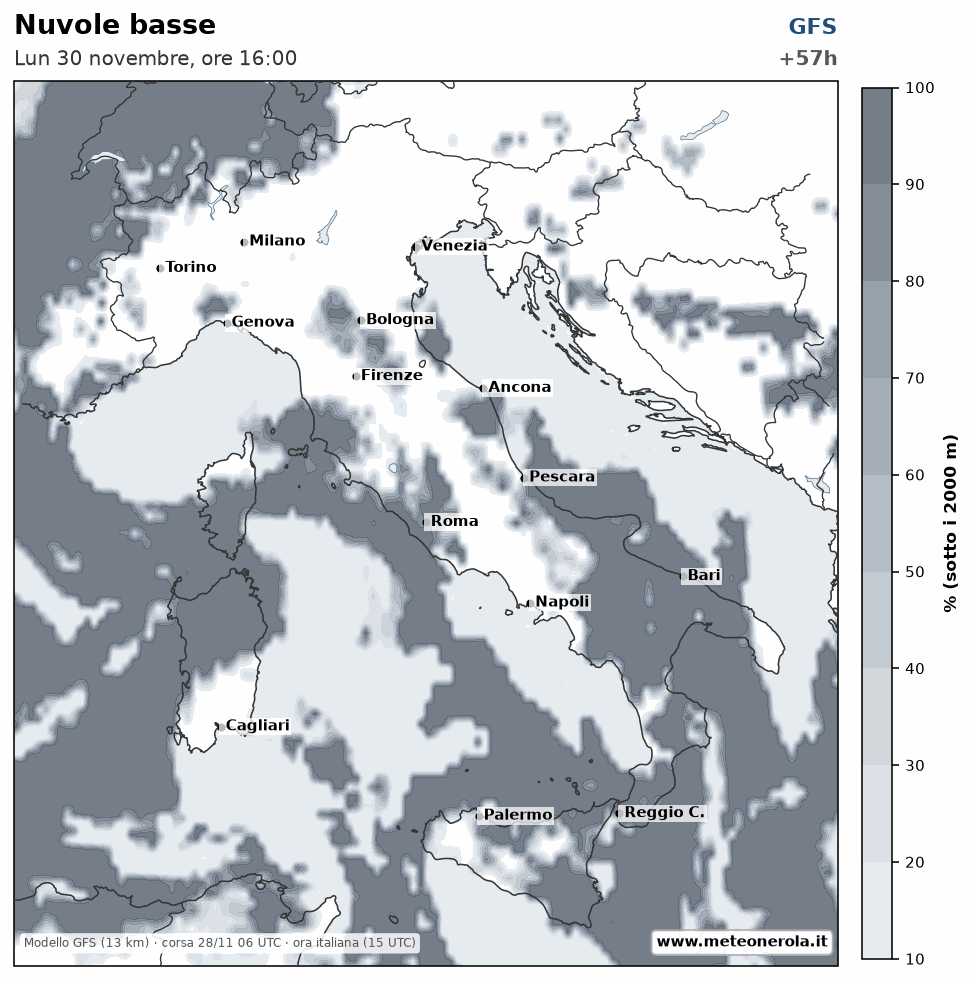 Nuvole basse
GFS
Lun 30 novembre, ore 16:00
+57h
100
90
80
70
60
50
40
30
20
10
% (sotto i 2000 m)
Milano
Venezia
Torino
Genova
Bologna
Firenze
Ancona
Pescara
Roma
Bari
Napoli
Cagliari
Palermo
Reggio C.
Modello GFS (13 km) · corsa 28/11 06 UTC · ora italiana (15 UTC)
www.meteonerola.it